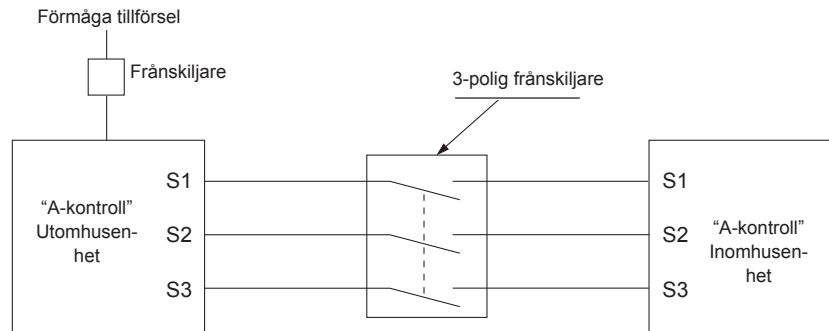 Förmåga tillförsel
Frånskiljare
3-polig frånskiljare
“A-kontroll”
Utomhusen-
het
S1
S2
S3
S1
S2
S3
“A-kontroll”
Inomhusen-
het